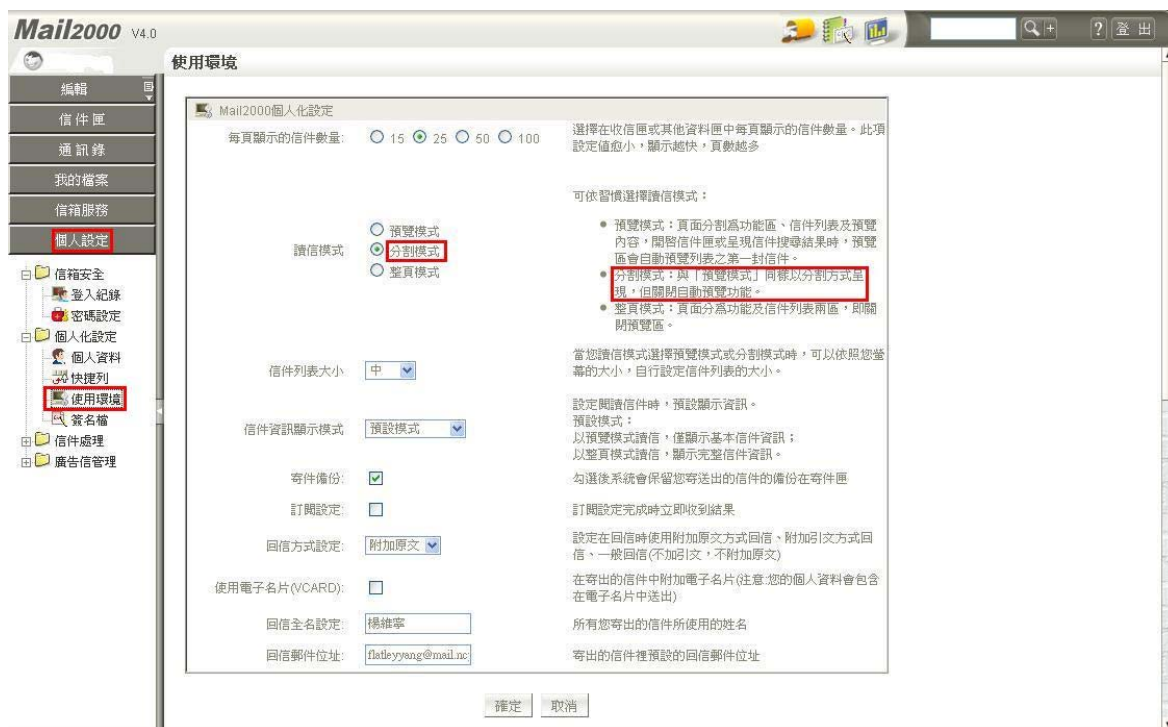 Mail2000 V4.0
? 登 出
使用環境
編輯
信件匣
通訊錄
我的檔案
信箱服務
個人設定
信箱安全
登入紀錄
密碼設定
個人化設定
個人資料
快捷列
使用環境
簽名檔
信件處理
廣告信管理
Mail2000個人化設定
每頁顯示的信件數量:
15 25 50 100
選擇在收信匣或其他資料匣中每頁顯示的信件數量。此項
設定值愈小，顯示越快，頁數越多
讀信模式
預覽模式
分割模式
整頁模式
可依習慣選擇讀信模式：
預覽模式：頁面分割為功能區、信件列表及預覽
內容，開啟信件匣或呈現信件搜尋結果時，預覽
區會自動預覽列表之第一封信件。
分割模式：與「預覽模式」同樣以分割方式呈
現，但關閉自動預覽功能。
整頁模式：頁面分為功能及信件列表兩區，即關
閉預覽區。
信件列表大小
中
當您讀信模式選擇預覽模式或分割模式時，可以依照您螢
幕的大小，自行設定信件列表的大小。
信件資訊顯示模式
預設模式
設定閱讀信件時，預設顯示資訊。
預設模式：
以預覽模式讀信，僅顯示基本信件資訊；
以整頁模式讀信，顯示完整信件資訊。
寄件備份:
勾選後系統會保留您寄送出的信件的備份在寄件匣
訂閱設定:
訂閱設定完成時立即收到結果
回信方式設定:
附加原文
設定在回信時使用附加原文方式回信、附加引文方式回
信、一般回信(不加引文，不附加原文)
使用電子名片(VCARD):
在寄出的信件中附加電子名片(注意:您的個人資料會包含
在電子名片中送出)
回信全名設定:
楊維寧
所有您寄出的信件所使用的姓名
回信郵件位址:
flatleyyang@mail.nc
寄出的信件裡預設的回信郵件位址
確定 取消